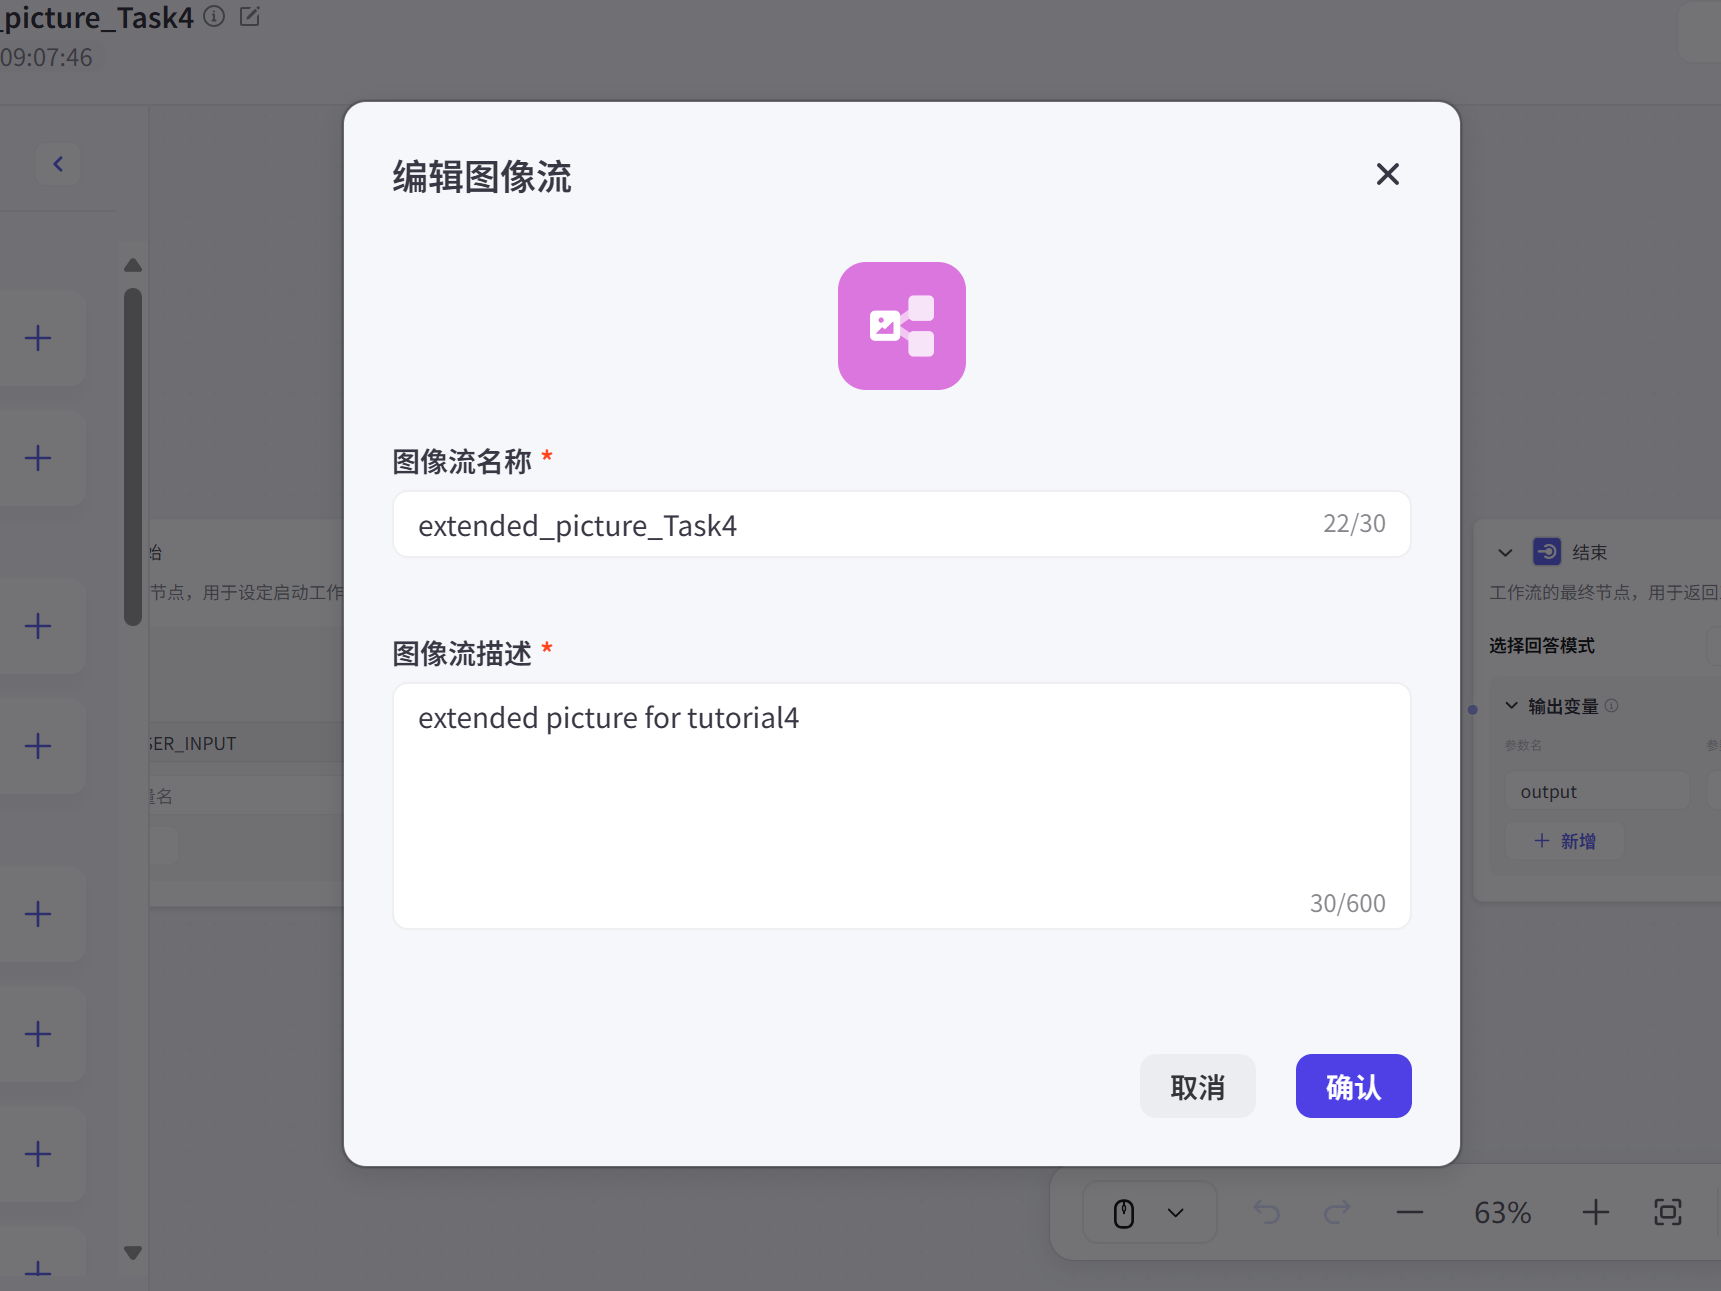 _picture_Task4
09:07:46
编辑图像流
图像流名称 *
extended_picture_Task4
22/30
图像流描述 *
extended picture for tutorial4
30/600
取消
确认
始
节点，用于设定启动工作
SER_INPUT
量名
结束
工作流的最终节点，用于返回
选择回答模式
输出变量
参数名
参
output
新增
63%